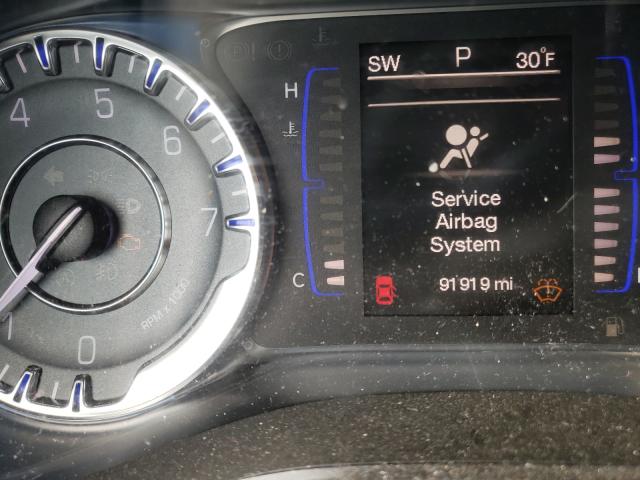 SW P 30°F
H
4 5 6 7
Service
Airbag
System
C
91919 mi
1 0
RPM x 1000